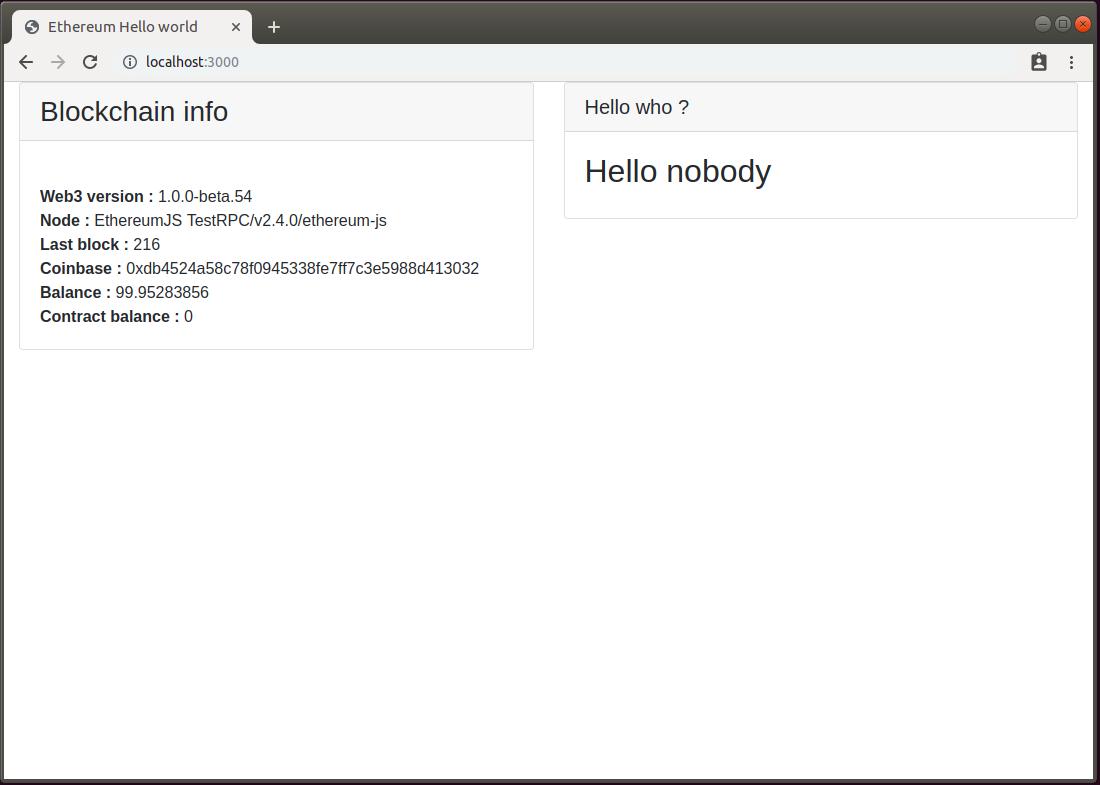 Ethereum Hello world
localhost:3000
Blockchain info
Web3 version : 1.0.0-beta.54
Node : EthereumJS TestRPC/v2.4.0/ethereum-js
Last block : 216
Coinbase : 0xdb4524a58c78f0945338fe7ff7c3e5988d413032
Balance : 99.95283856
Contract balance : 0
Hello who ?
Hello nobody